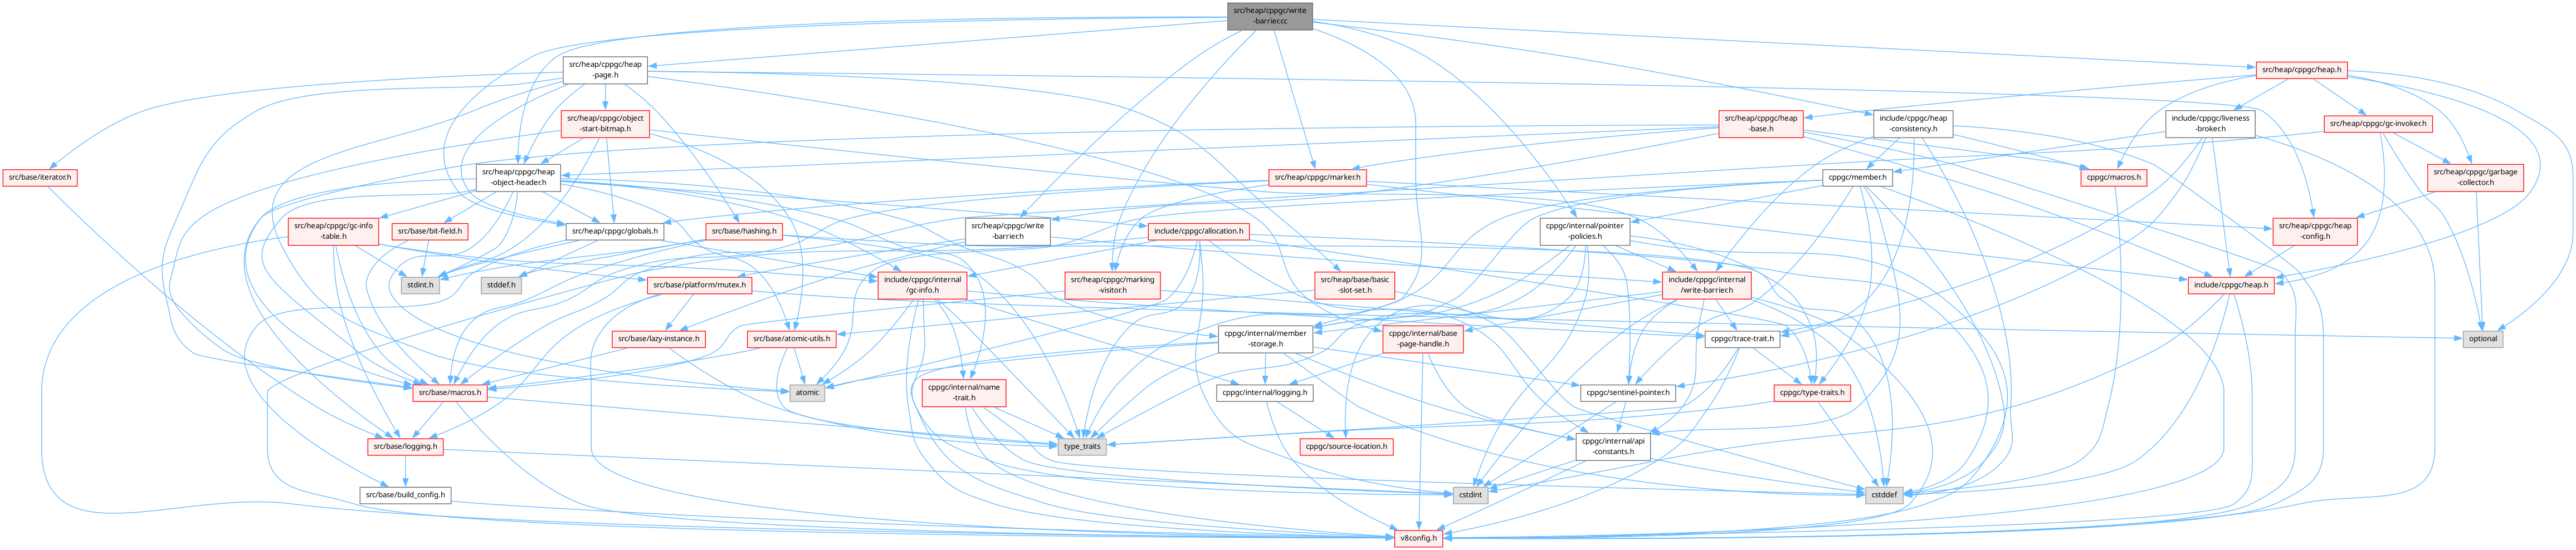 src/heap/cppgc/write
-barrier.cc
src/heap/cppgc/heap
-page.h
src/heap/cppgc/heap.h
src/heap/cppgc/object
-start-bitmap.h
src/heap/cppgc/heap
-base.h
include/cppgc/heap
-consistency.h
include/cppgc/liveness
-broker.h
src/heap/cppgc/gc-invoker.h
src/base/iterator.h
src/heap/cppgc/heap
-object-header.h
src/heap/cppgc/marker.h
cppgc/member.h
cppgc/macros.h
src/heap/cppgc/garbage
-collector.h
src/heap/cppgc/gc-info
-table.h
src/base/bit-field.h
src/heap/cppgc/globals.h
src/base/hashing.h
src/heap/cppgc/write
-barrier.h
include/cppgc/allocation.h
cppgc/internal/pointer
-policies.h
src/heap/cppgc/heap
-config.h
stdint.h
stddef.h
src/base/platform/mutex.h
include/cppgc/internal
/gc-info.h
src/heap/cppgc/marking
-visitor.h
src/heap/base/basic
-slot-set.h
include/cppgc/internal
/write-barrier.h
include/cppgc/heap.h
src/base/lazy-instance.h
src/base/atomic-utils.h
cppgc/internal/member
-storage.h
cppgc/internal/base
-page-handle.h
cppgc/trace-trait.h
optional
src/base/macros.h
atomic
cppgc/internal/name
-trait.h
cppgc/internal/logging.h
cppgc/sentinel-pointer.h
cppgc/type-traits.h
src/base/logging.h
type_traits
cppgc/source-location.h
cppgc/internal/api
-constants.h
src/base/build_config.h
cstdint
cstddef
v8config.h